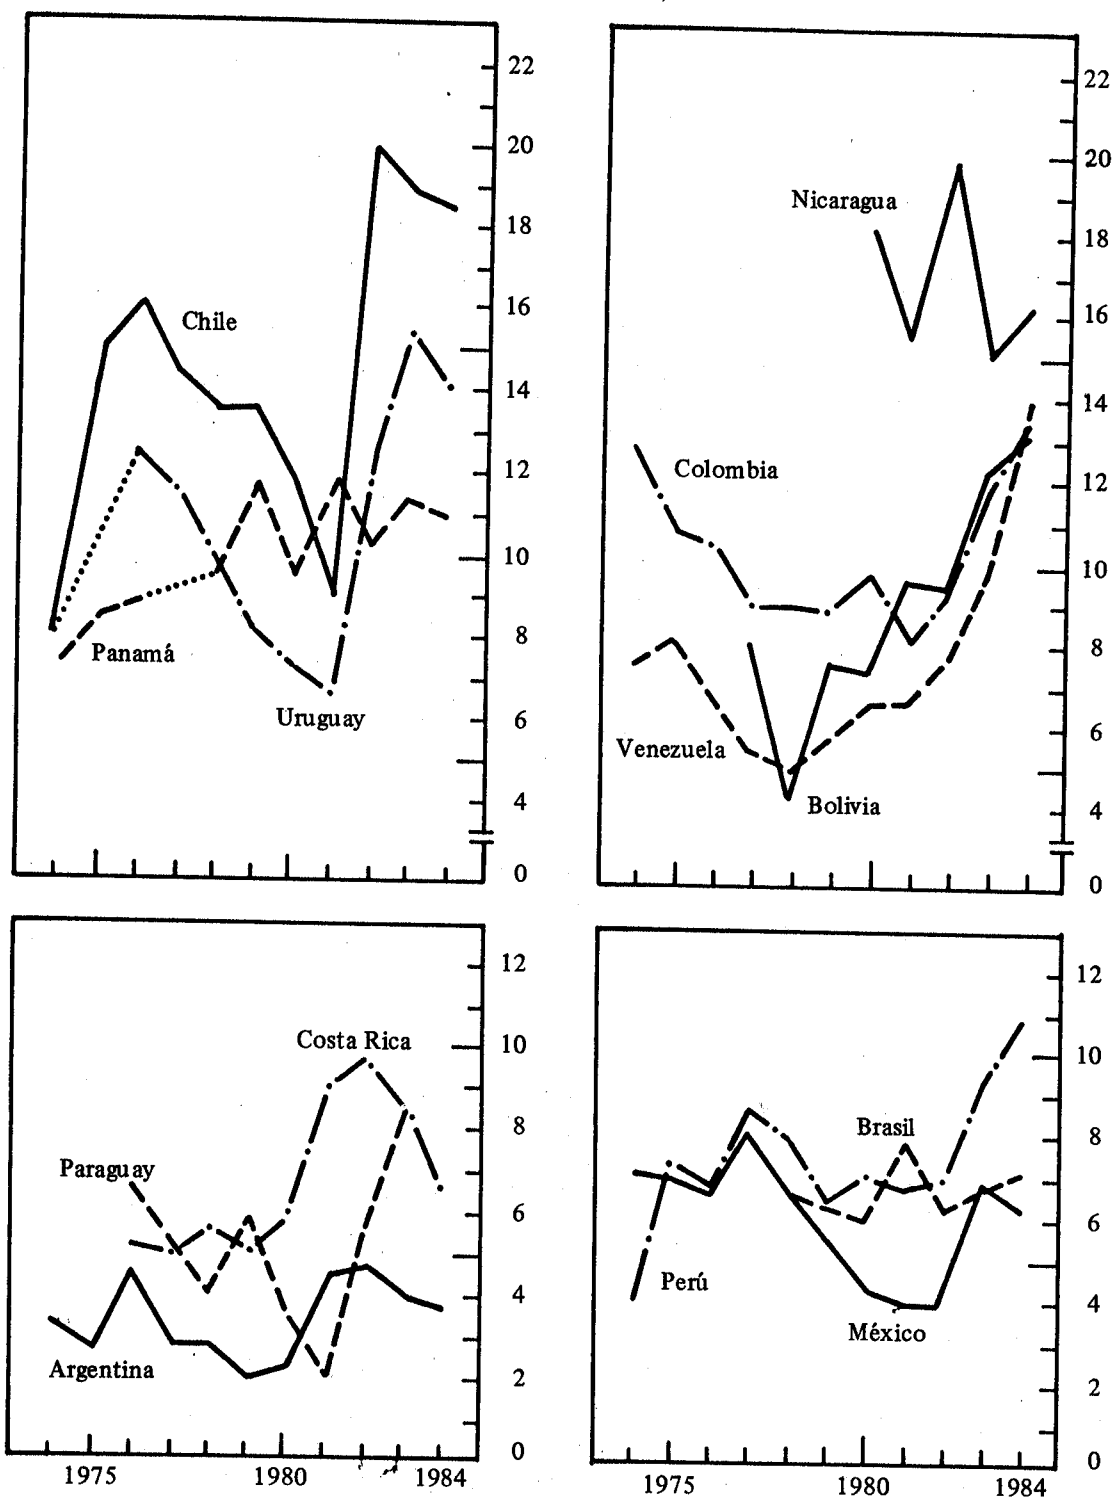 22
20
18
16
14
12
10
8
6
4
0
Chile
Panamá
Uruguay
22
20
18
16
14
12
10
8
6
4
0
Nicaragua
Colombia
Venezuela
Bolivia
12
10
8
6
4
2
0
Costa Rica
Paraguay
Argentina
1975 1980 1984
12
10
8
6
4
2
0
Brasil
Perú
México
1975 1980 1984